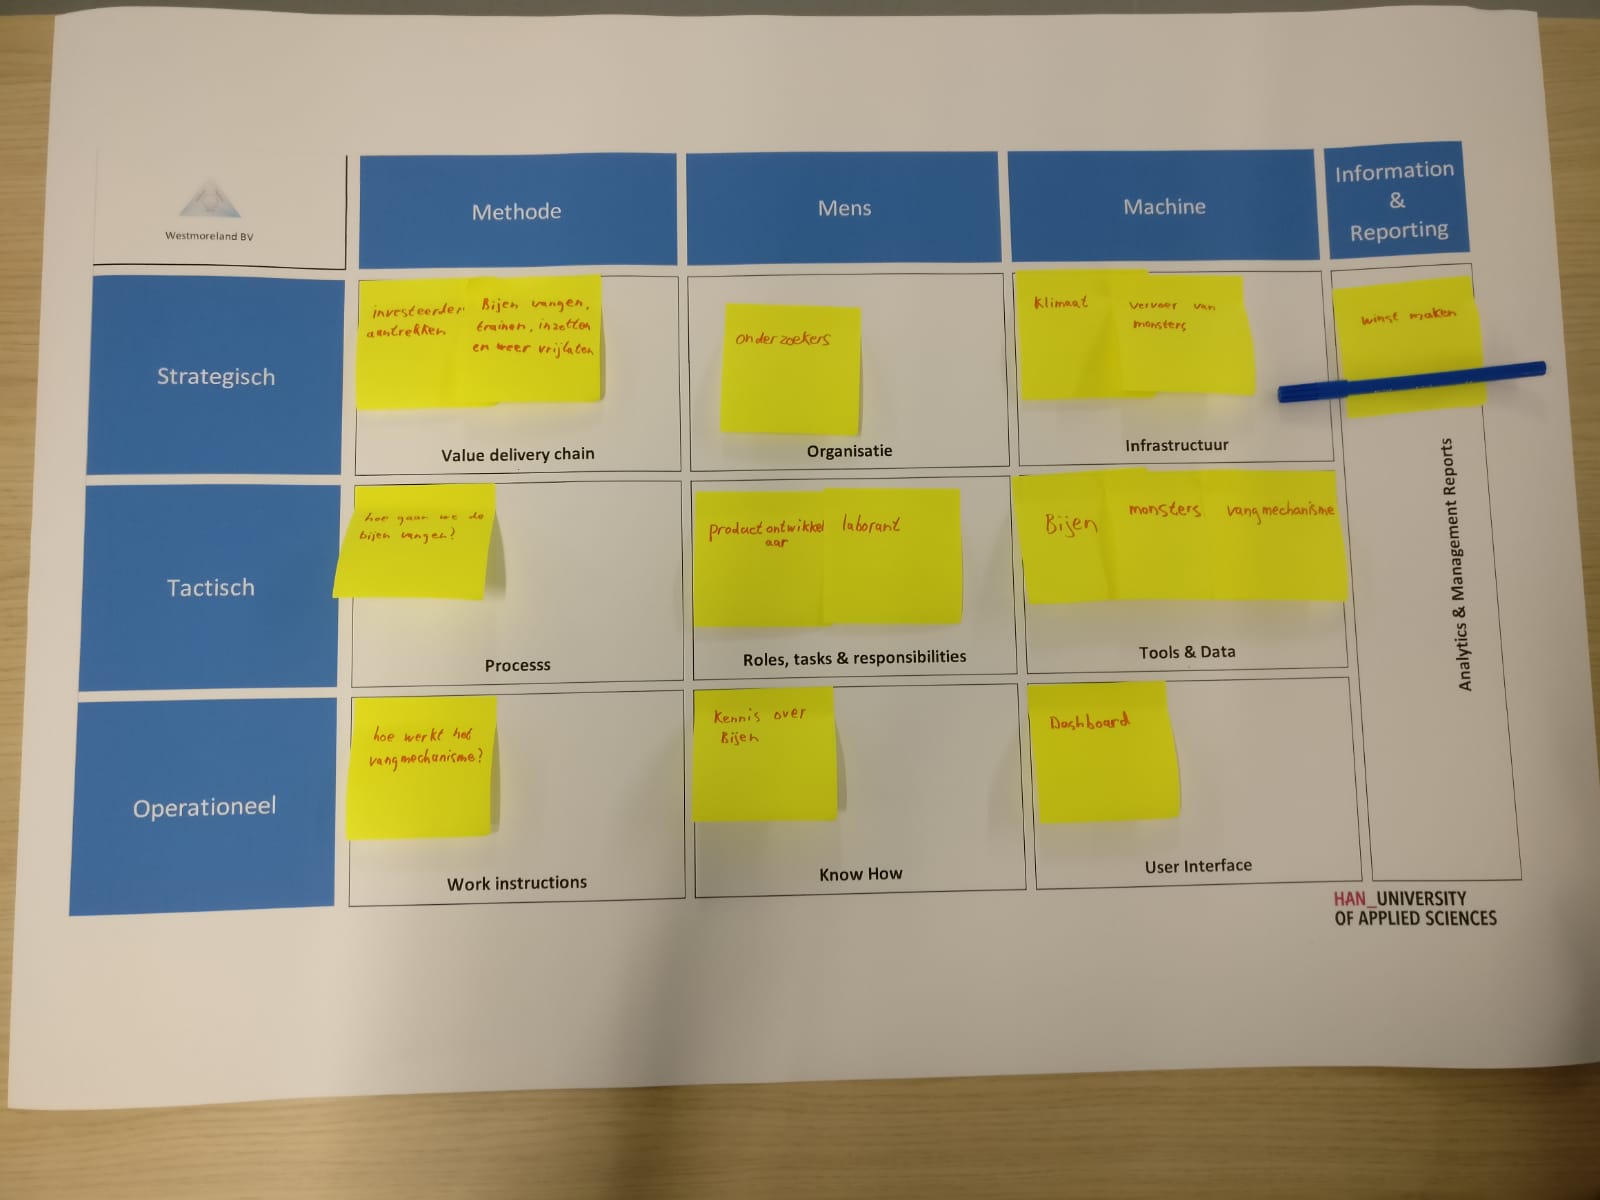 Westmoreland BV
Methode
Mens
Machine
Information
&
Reporting
Strategisch
investeerder
aantrekken
Bijen vangen,
trainen, inzetten
en weer vrijlaten
Value delivery chain
onderzoekers
Organisatie
Klimaat
vervoer van
monsters
Infrastructuur
winst maken
Tactisch
hoe gaan we de
bijen vangen?
Processs
productontwikkel
aar
laborant
Roles, tasks & responsibilities
Bijen
monsters
vangmechanisme
Tools & Data
Analytics & Management Reports
Operationeel
hoe werkt het
vangmechanisme?
Work instructions
Kennis over
Bijen
Know How
Dashboard
User Interface
HAN_UNIVERSITY
OF APPLIED SCIENCES